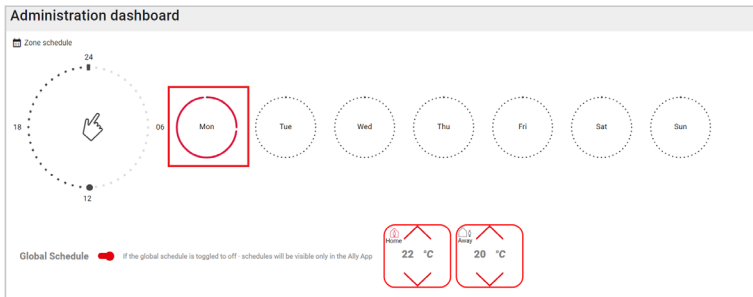 Administration dashboard
Zone schedule
24
18
06
12
Mon
Tue
Wed
Thu
Fri
Sat
Sun
Home
22 °C
Away
20 °C
Global Schedule
If the global schedule is toggled to off - schedules will be visible only in the Ally App